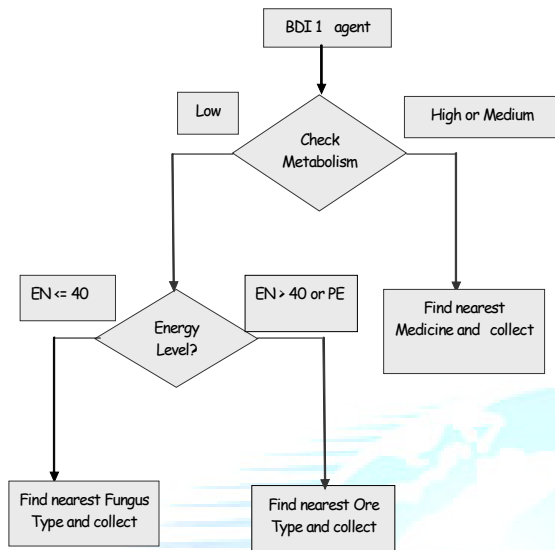 BDI 1 agent
Low
High or Medium
Check
Metabolism
EN <= 40
EN > 40 or PE
Energy
Level?
Find nearest
Medicine and collect
Find nearest Fungus
Type and collect
Find nearest Ore
Type and collect